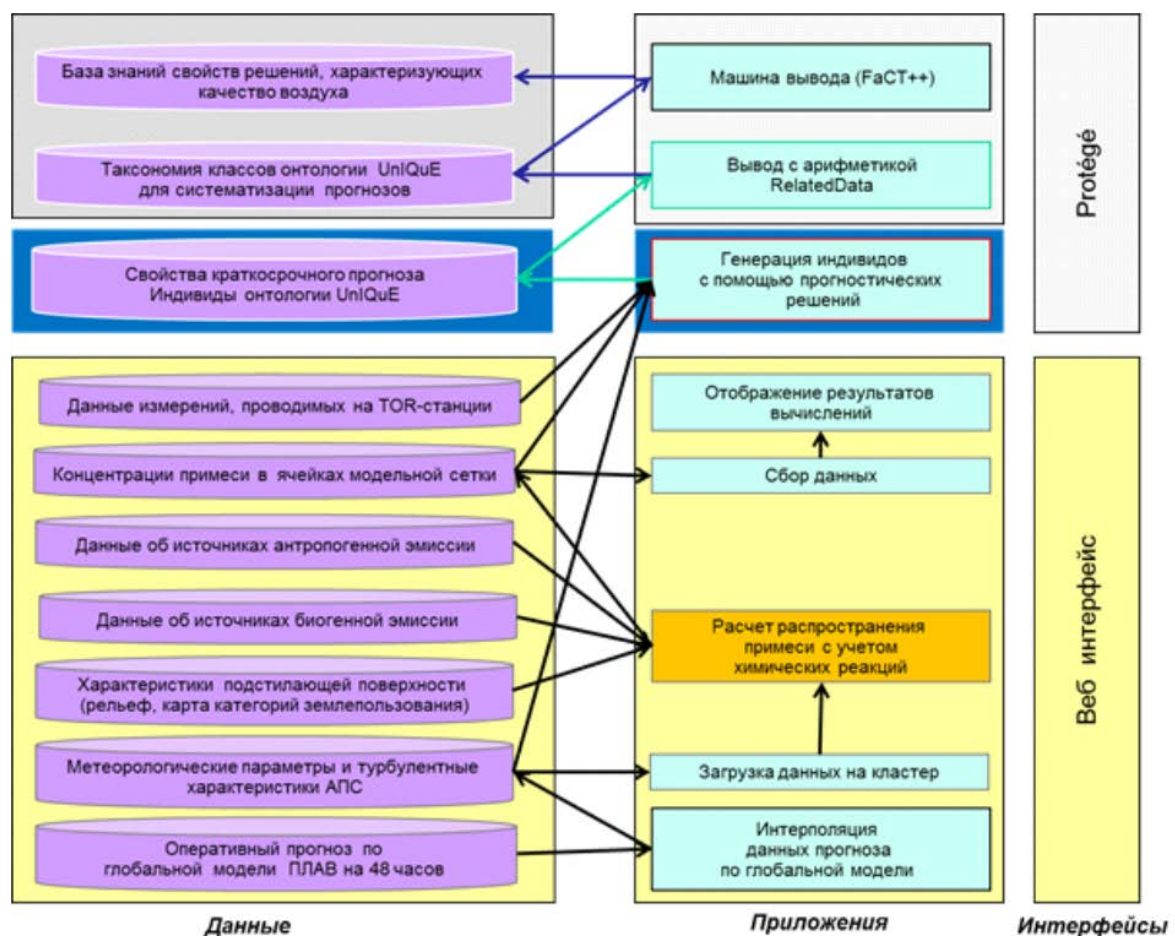 База знаний свойств решений, характеризующих
качество воздуха
Таксономия классов онтологии UnIQuE
для систематизации прогнозов
Свойства краткосрочного прогноза
Индивиды онтологии UnIQuE
Данные измерений, проводимых на TOR-станции
Концентрации примеси в ячейках модельной сетки
Данные об источниках антропогенной эмиссии
Данные об источниках биогенной эмиссии
Характеристики подстилающей поверхности
(рельеф, карта категорий землепользования)
Метеорологические параметры и турбулентные
характеристики АПС
Оперативный прогноз по
глобальной модели ПЛАВ на 48 часов
Данные
Машина вывода (FaCT++)
Вывод с арифметикой
RelatedData
Генерация индивидов
с помощью прогностических
решений
Отображение результатов
вычислений
Сбор данных
Расчет распространения
примеси с учетом
химических реакций
Загрузка данных на кластер
Интерполяция
данных прогноза
по глобальной модели
Приложения
Protégé
Веб интерфейс
Интерфейсы